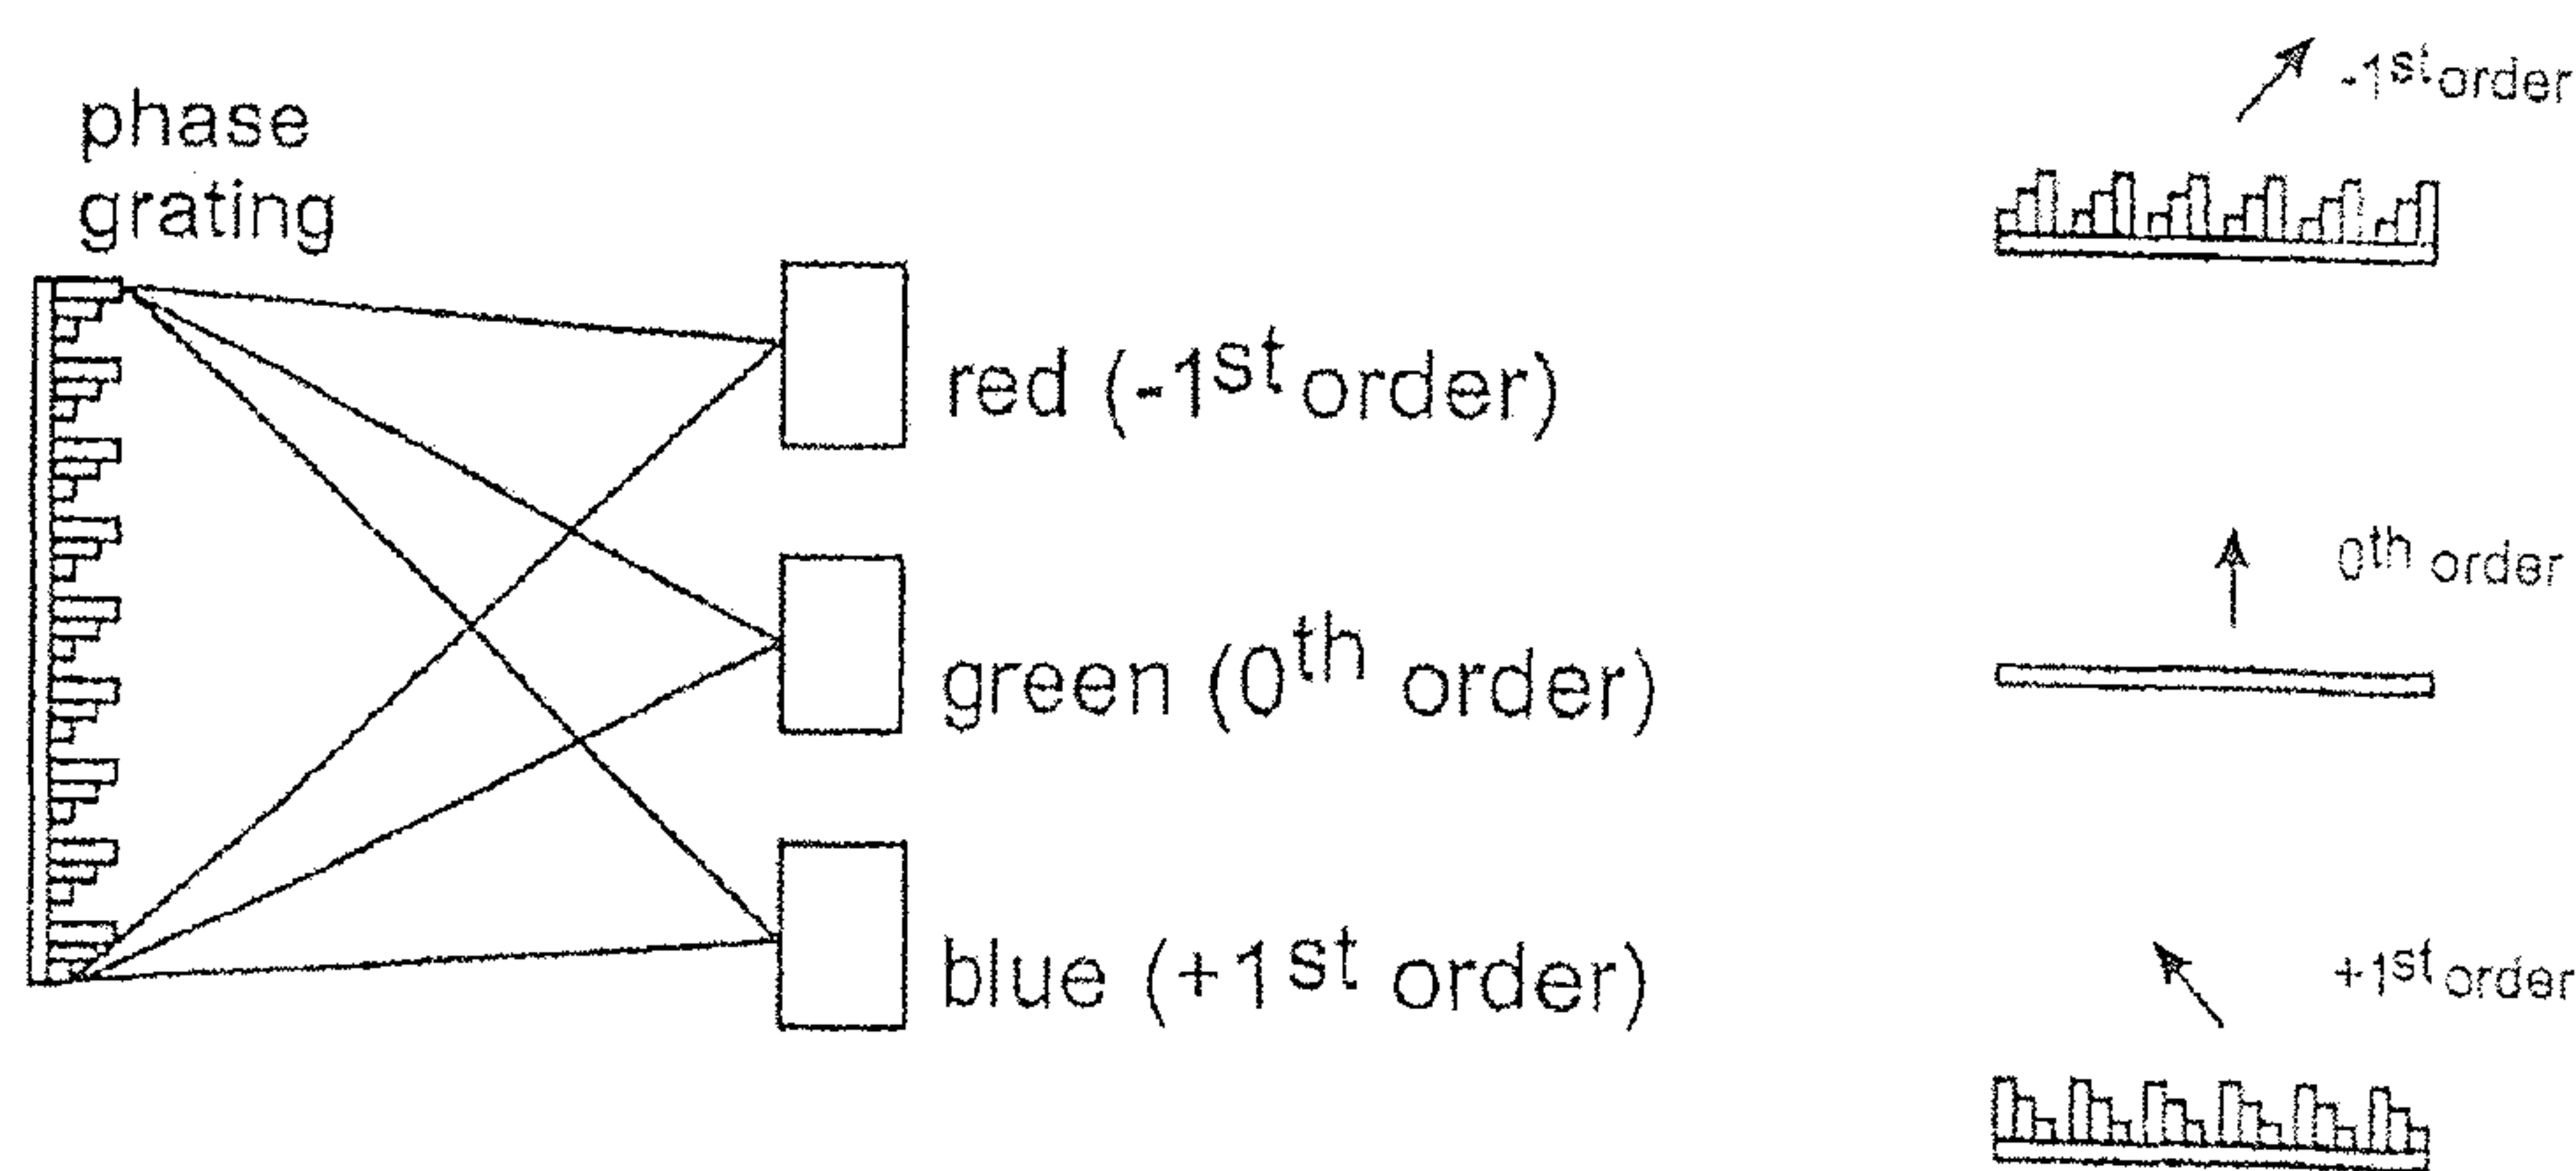 phase
grating
red (-1st order)
green (0th order)
blue (+1st order)
-1st order
0th order
+1st order